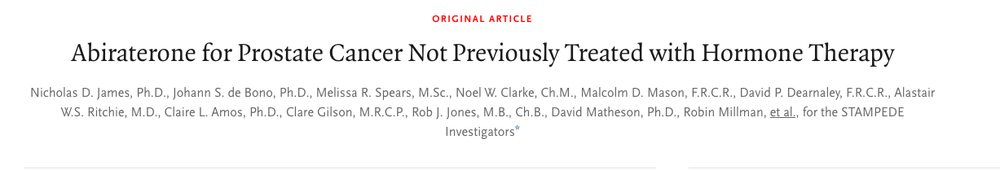 ORIGINAL ARTICLE
Abiraterone for Prostate Cancer Not Previously Treated with Hormone Therapy
Nicholas D. James, Ph.D., Johann S. de Bono, Ph.D., Melissa R. Spears, M.Sc., Noel W. Clarke, Ch.M., Malcolm D. Mason, F.R.C.R., David P. Dearnaley, F.R.C.R., Alastair
W.S. Ritchie, M.D., Claire L. Amos, Ph.D., Clare Gilson, M.R.C.P., Rob J. Jones, M.B., Ch.B., David Matheson, Ph.D., Robin Millman, et al., for the STAMPEDE
Investigators*